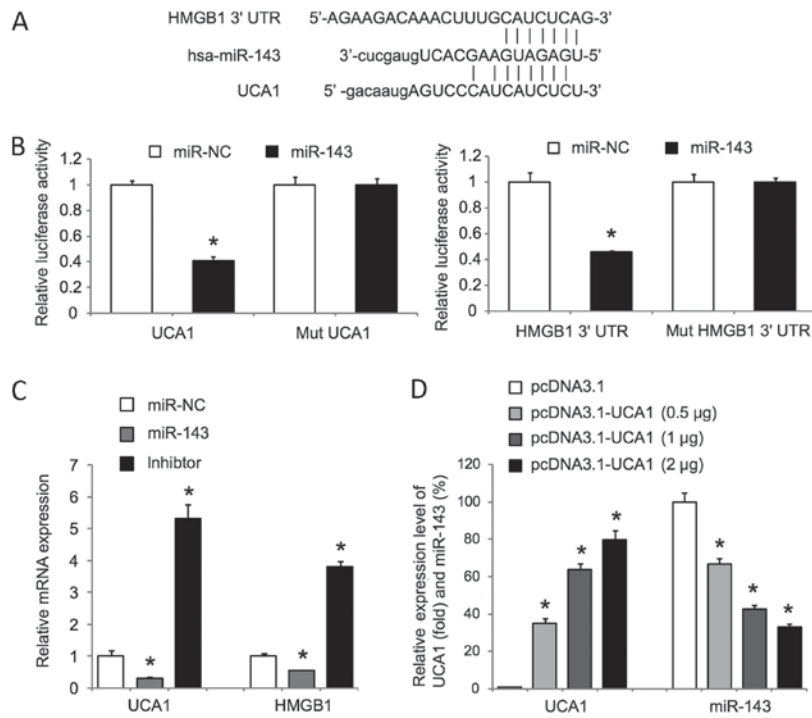 A
HMGB1 3' UTR 5'-AGAAGACAAACUUUGCAUCUCAG-3'
hsa-miR-143 3'-cucgaugUCACGAAGUAGAGU-5'
UCA1 5' -gacaaugAGUCCCAUCAUCUCU-3'
B
miR-NC miR-143
Relative luciferase activity
1.2
1
0.8
0.6
0.4
0.2
0
*
UCA1 Mut UCA1
miR-NC miR-143
Relative luciferase activity
1.2
1
0.8
0.6
0.4
0.2
0
*
HMGB1 3' UTR Mut HMGB1 3' UTR
C
miR-NC
miR-143
Inhibtor
Relative mRNA expression
7
6
5
4
3
2
1
0
* * * *
UCA1 HMGB1
D
pcDNA3.1
pcDNA3.1-UCA1 (0.5 µg)
pcDNA3.1-UCA1 (1 µg)
pcDNA3.1-UCA1 (2 µg)
Relative expression level of
UCA1 (fold) and miR-143 (%)
120
100
80
60
40
20
0
* * * * * *
UCA1 miR-143